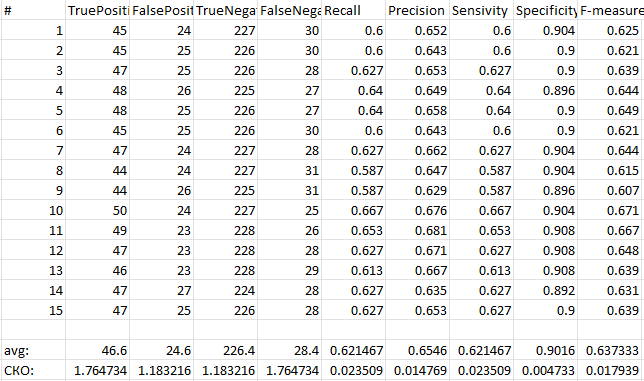 # TruePositi FalsePosit TrueNegat FalseNega Recall Precision Sensivity Specificity F-measure
1 45 24 227 30 0.6 0.652 0.6 0.904 0.625
2 45 25 226 30 0.6 0.643 0.6 0.9 0.621
3 47 25 226 28 0.627 0.653 0.627 0.9 0.639
4 48 26 225 27 0.64 0.649 0.64 0.896 0.644
5 48 25 226 27 0.64 0.658 0.64 0.9 0.649
6 45 25 226 30 0.6 0.643 0.6 0.9 0.621
7 47 24 227 28 0.627 0.662 0.627 0.904 0.644
8 44 24 227 31 0.587 0.647 0.587 0.904 0.615
9 44 26 225 31 0.587 0.629 0.587 0.896 0.607
10 50 24 227 25 0.667 0.676 0.667 0.904 0.671
11 49 23 228 26 0.653 0.681 0.653 0.908 0.667
12 47 23 228 28 0.627 0.671 0.627 0.908 0.648
13 46 23 228 29 0.613 0.667 0.613 0.908 0.639
14 47 27 224 28 0.627 0.635 0.627 0.892 0.631
15 47 25 226 28 0.627 0.653 0.627 0.9 0.639
avg: 46.6 24.6 226.4 28.4 0.621467 0.6546 0.621467 0.9016 0.637333
СКО: 1.764734 1.183216 1.183216 1.764734 0.023509 0.014769 0.023509 0.004733 0.017939